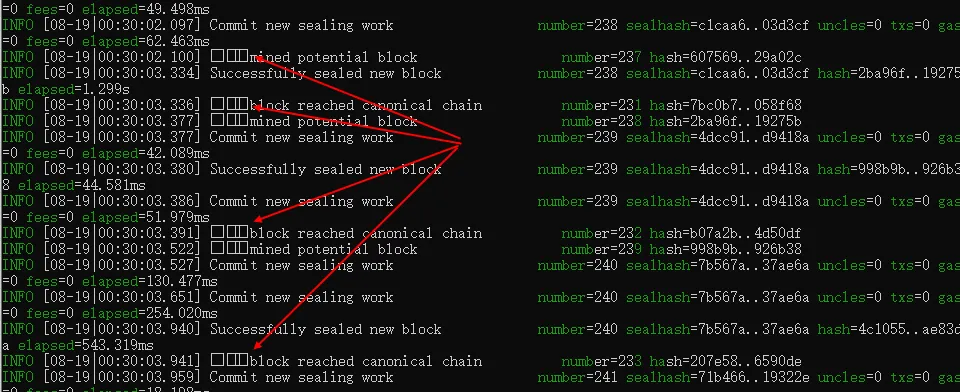 =0 fees=0 elapsed=49.498ms
INFO [08-19|00:30:02.097] Commit new sealing work number=238 sealhash=c1caa6..03d3cf uncles=0 txs=0 gas
=0 fees=0 elapsed=62.463ms
INFO [08-19|00:30:02.100] □□□□mined potential block number=237 hash=607569..29a02c
INFO [08-19|00:30:03.334] Successfully sealed new block number=238 sealhash=c1caa6..03d3cf hash=2ba96f..19275
b elapsed=1.299s
INFO [08-19|00:30:03.336] □□□□block reached canonical chain number=231 hash=7bc0b7..058f68
INFO [08-19|00:30:03.377] □□□□mined potential block number=238 hash=2ba96f..19275b
INFO [08-19|00:30:03.377] Commit new sealing work number=239 sealhash=4dcc91..d9418a uncles=0 txs=0 gas
=0 fees=0 elapsed=42.089ms
INFO [08-19|00:30:03.380] Successfully sealed new block number=239 sealhash=4dcc91..d9418a hash=998b9b..926b3
8 elapsed=44.581ms
INFO [08-19|00:30:03.386] Commit new sealing work number=239 sealhash=4dcc91..d9418a uncles=0 txs=0 gas
=0 fees=0 elapsed=51.979ms
INFO [08-19|00:30:03.391] □□□□block reached canonical chain number=232 hash=b07a2b..4d50df
INFO [08-19|00:30:03.522] □□□□mined potential block number=239 hash=998b9b..926b38
INFO [08-19|00:30:03.527] Commit new sealing work number=240 sealhash=7b567a..37ae6a uncles=0 txs=0 gas
=0 fees=0 elapsed=130.477ms
INFO [08-19|00:30:03.651] Commit new sealing work number=240 sealhash=7b567a..37ae6a uncles=0 txs=0 gas
=0 fees=0 elapsed=254.020ms
INFO [08-19|00:30:03.940] Successfully sealed new block number=240 sealhash=7b567a..37ae6a hash=4c1055..ae83d
a elapsed=543.319ms
INFO [08-19|00:30:03.941] □□□□block reached canonical chain number=233 hash=207e58..6590de
INFO [08-19|00:30:03.959] Commit new sealing work number=241 sealhash=71b466..19322e uncles=0 txs=0 gas